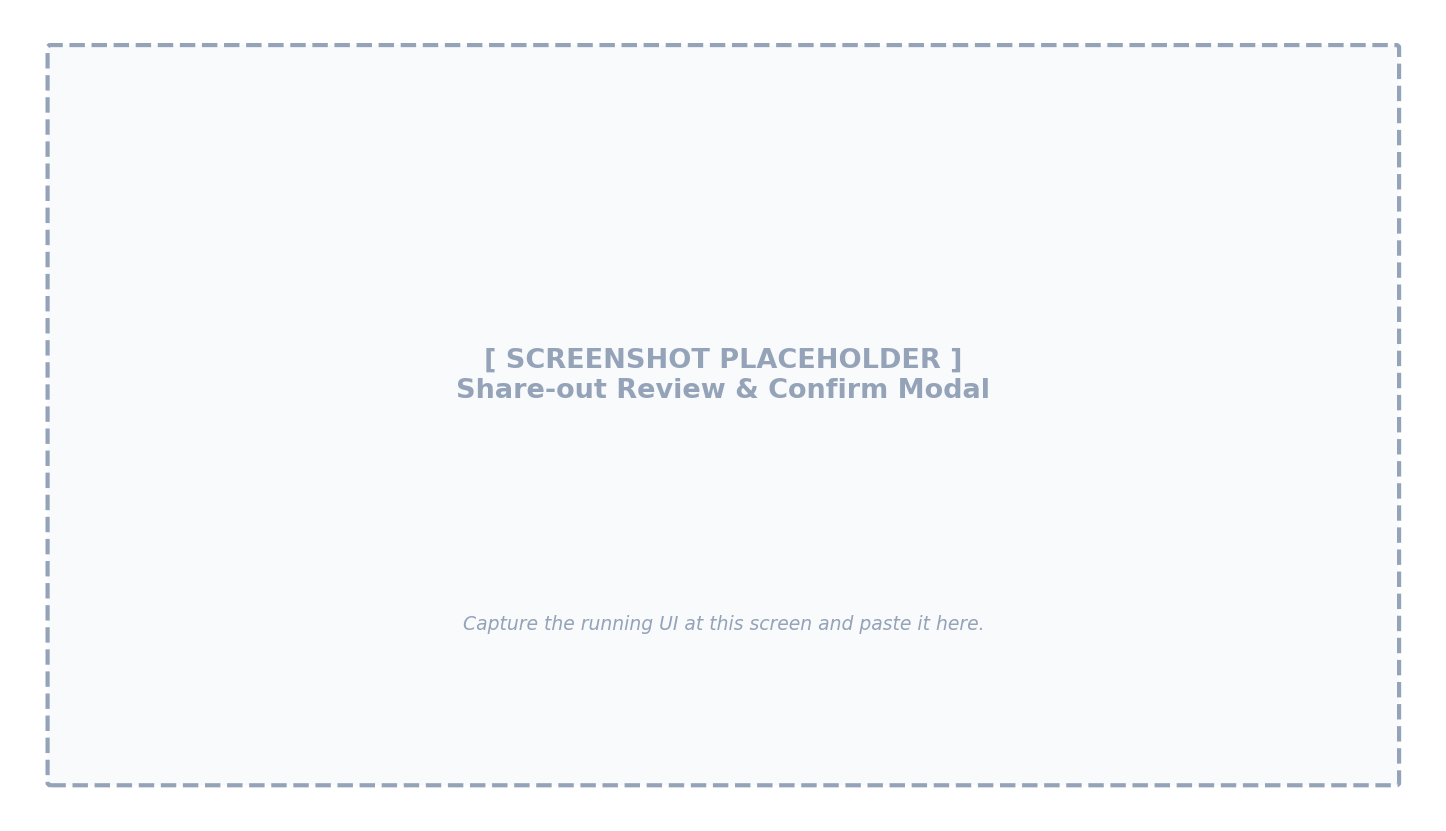 [ SCREENSHOT PLACEHOLDER ]
Share-out Review & Confirm Modal
Capture the running UI at this screen and paste it here.